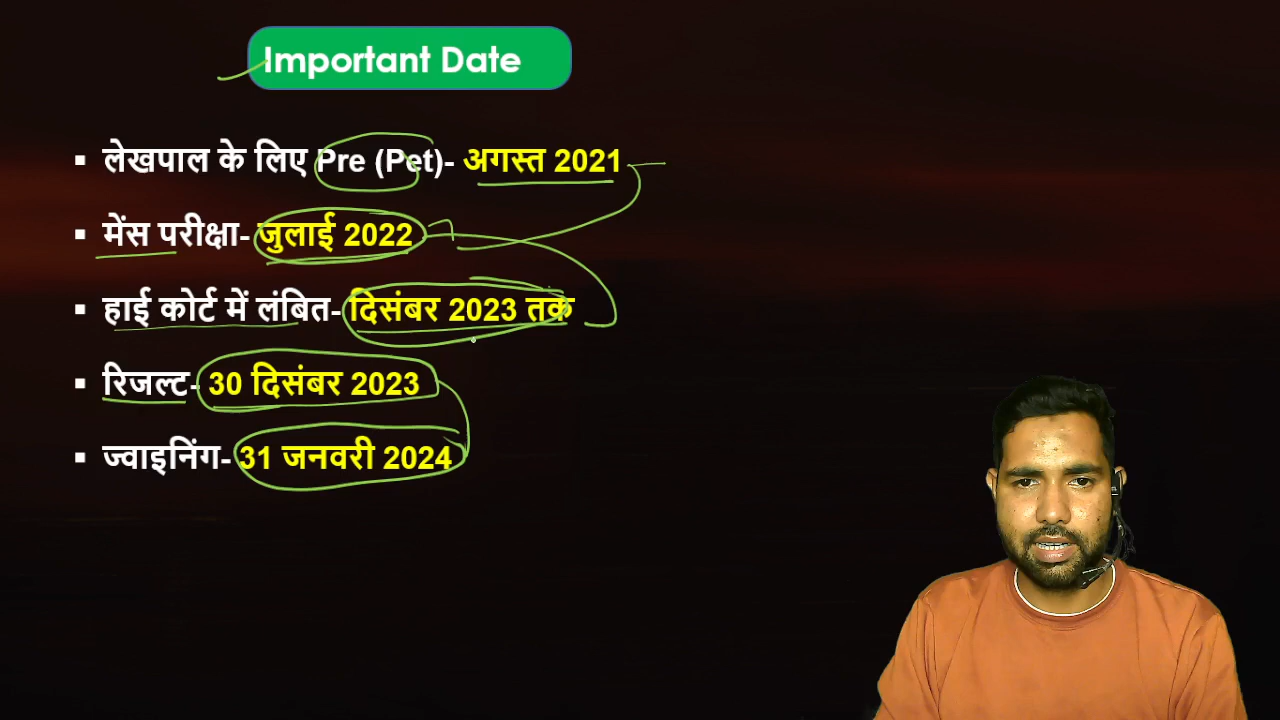 Important Date
▪ लेखपाल के लिए Pre (Pet)- अगस्त 2021
▪ मेंस परीक्षा- जुलाई 2022
▪ हाई कोर्ट में लंबित- दिसंबर 2023 तक
▪ रिजल्ट- 30 दिसंबर 2023
▪ ज्वाइनिंग- 31 जनवरी 2024